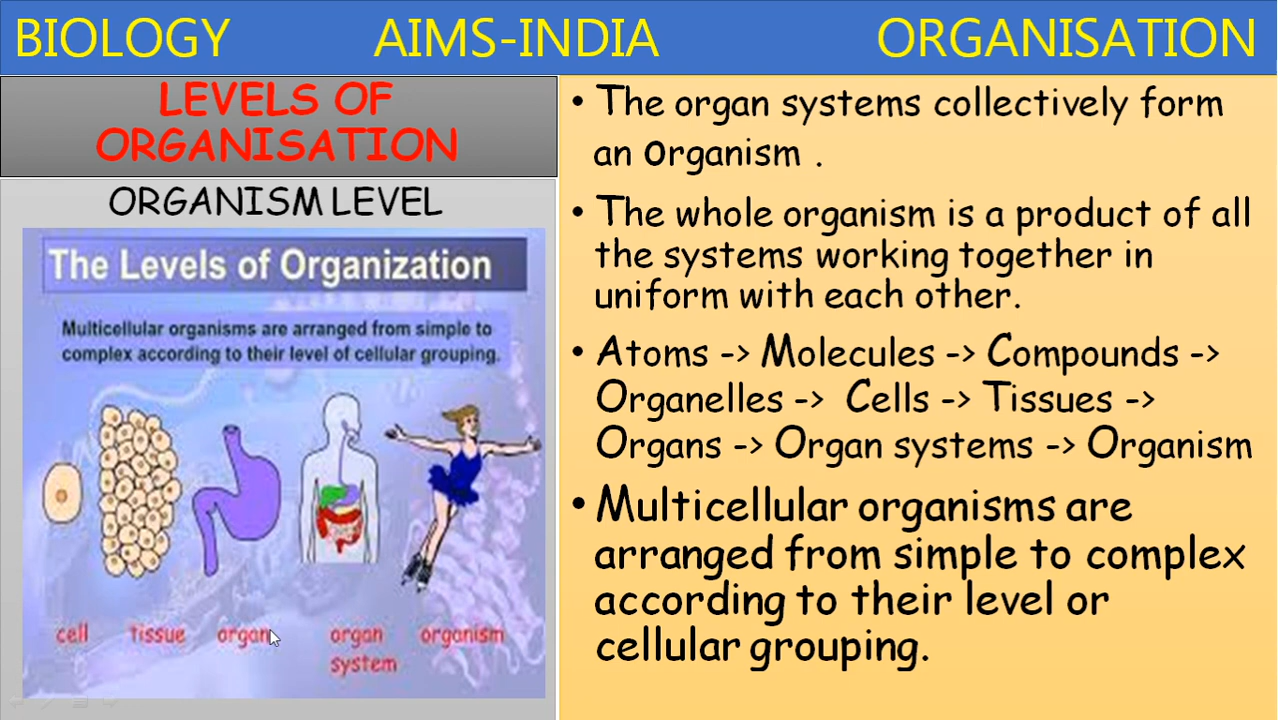 BIOLOGY AIMS-INDIA ORGANISATION
LEVELS OF
ORGANISATION
ORGANISM LEVEL
The Levels of Organization
Multicellular organisms are arranged from simple to
complex according to their level of cellular grouping.
cell tissue organ organ organism
system
• The organ systems collectively form
an organism .
• The whole organism is a product of all
the systems working together in
uniform with each other.
• Atoms -> Molecules -> Compounds ->
Organelles -> Cells -> Tissues ->
Organs -> Organ systems -> Organism
• Multicellular organisms are
arranged from simple to complex
according to their level or
cellular grouping.